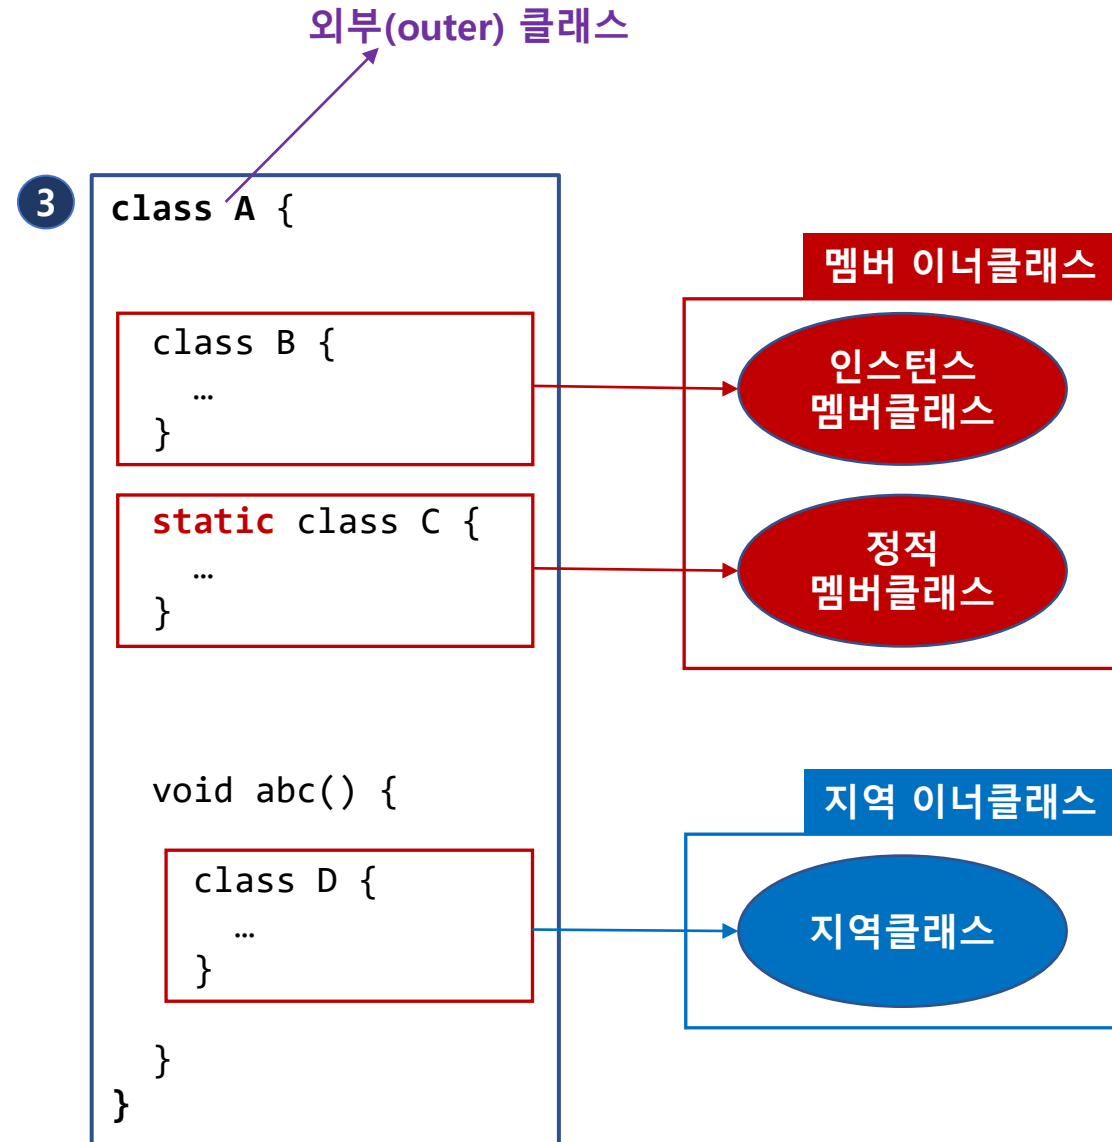 외부(outer) 클래스
3
class A {
class B {
…
}
static class C {
…
}
void abc() {
class D {
…
}
}
}
멤버 이너클래스
인스턴스
멤버클래스
정적
멤버클래스
지역 이너클래스
지역클래스